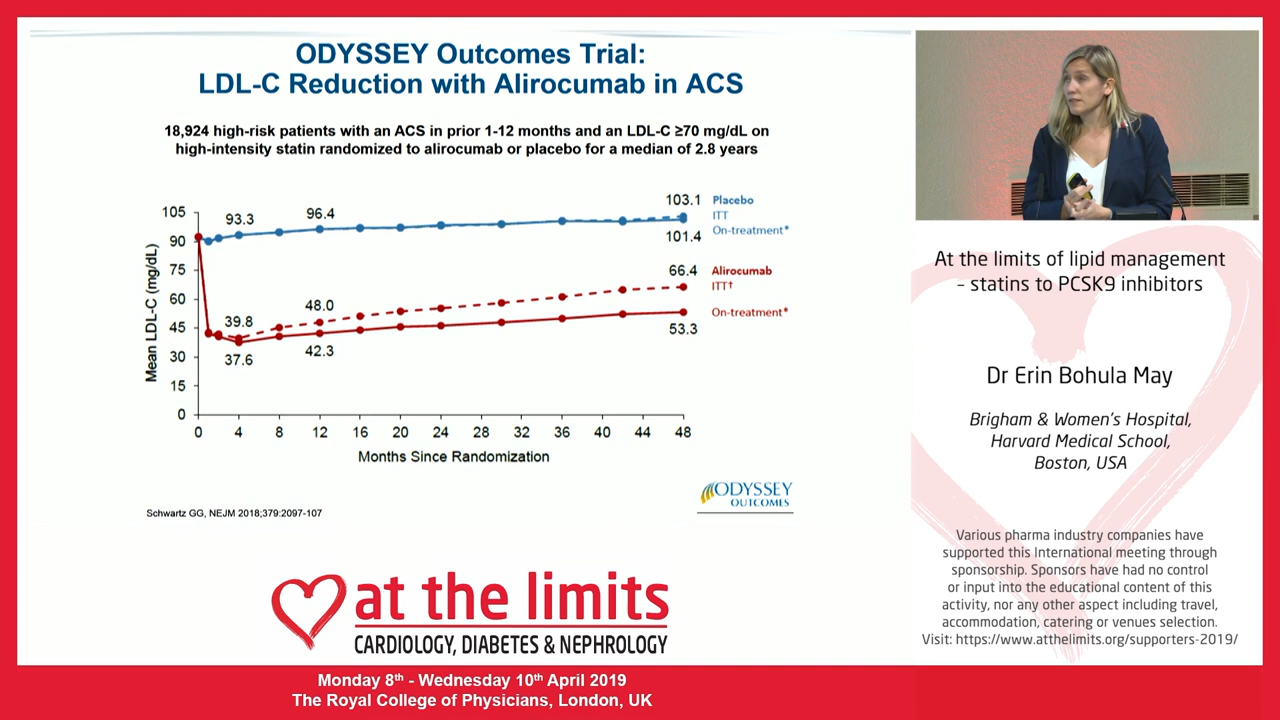 ODYSSEY Outcomes Trial:
LDL-C Reduction with Alirocumab in ACS
18,924 high-risk patients with an ACS in prior 1-12 months and an LDL-C ≥70 mg/dL on
high-intensity statin randomized to alirocumab or placebo for a median of 2.8 years
Mean LDL-C (mg/dL)
105
90
75
60
45
30
15
0
93.3
96.4
103.1
101.4
Placebo
ITT
On-treatment*
39.8
48.0
66.4
37.6
42.3
53.3
Alirocumab
ITT†
On-treatment*
0 4 8 12 16 20 24 28 32 36 40 44 48
Months Since Randomization
ODYSSEY
OUTCOMES
Schwartz GG, NEJM 2018;379:2097-107
at the limits
CARDIOLOGY, DIABETES & NEPHROLOGY
Monday 8th - Wednesday 10th April 2019
The Royal College of Physicians, London, UK
At the limits of lipid management
– statins to PCSK9 inhibitors
Dr Erin Bohula May
Brigham & Women's Hospital,
Harvard Medical School,
Boston, USA
Various pharma industry companies have
supported this International meeting through
sponsorship. Sponsors have had no control
or input into the educational content of this
activity, nor any other aspect including travel,
accommodation, catering or venues selection.
Visit: https://www.atthelimits.org/supporters-2019/